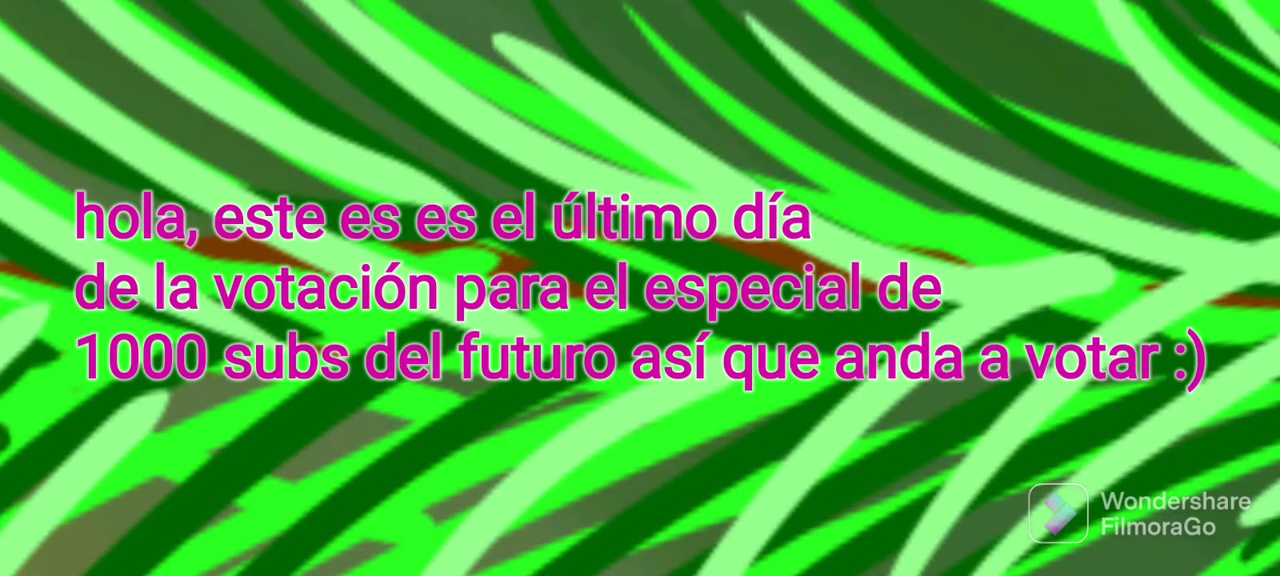 hola, este es es el último día
de la votación para el especial de
1000 subs del futuro así que anda a votar :)
Wondershare
FilmoraGo